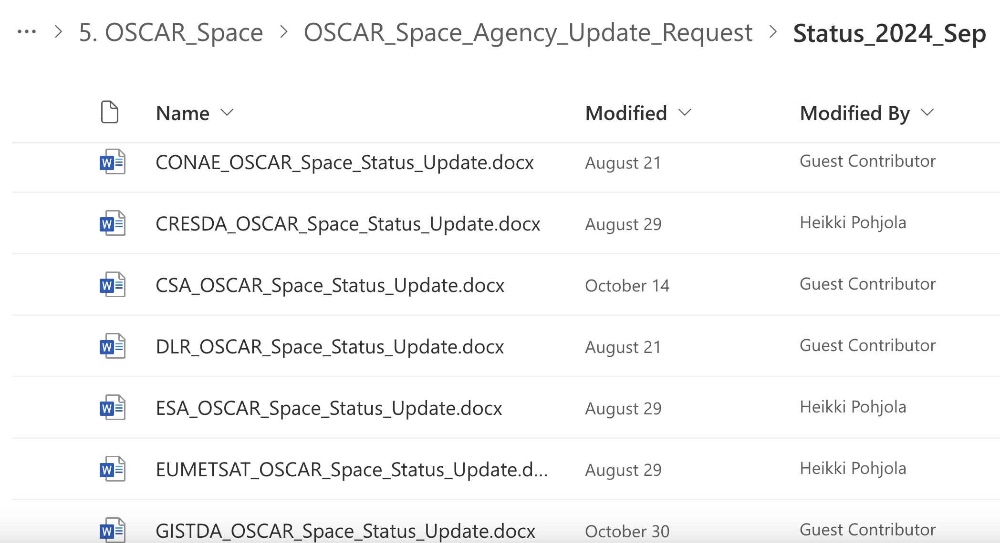 ... > 5. OSCAR_Space > OSCAR_Space_Agency_Update_Request > Status_2024_Sep
Name Modified Modified By
CONAE_OSCAR_Space_Status_Update.docx August 21 Guest Contributor
CRESDA_OSCAR_Space_Status_Update.docx August 29 Heikki Pohjola
CSA_OSCAR_Space_Status_Update.docx October 14 Guest Contributor
DLR_OSCAR_Space_Status_Update.docx August 21 Guest Contributor
ESA_OSCAR_Space_Status_Update.docx August 29 Heikki Pohjola
EUMETSAT_OSCAR_Space_Status_Update.d... August 29 Heikki Pohjola
GISTDA_OSCAR_Space_Status_Update.docx October 30 Guest Contributor